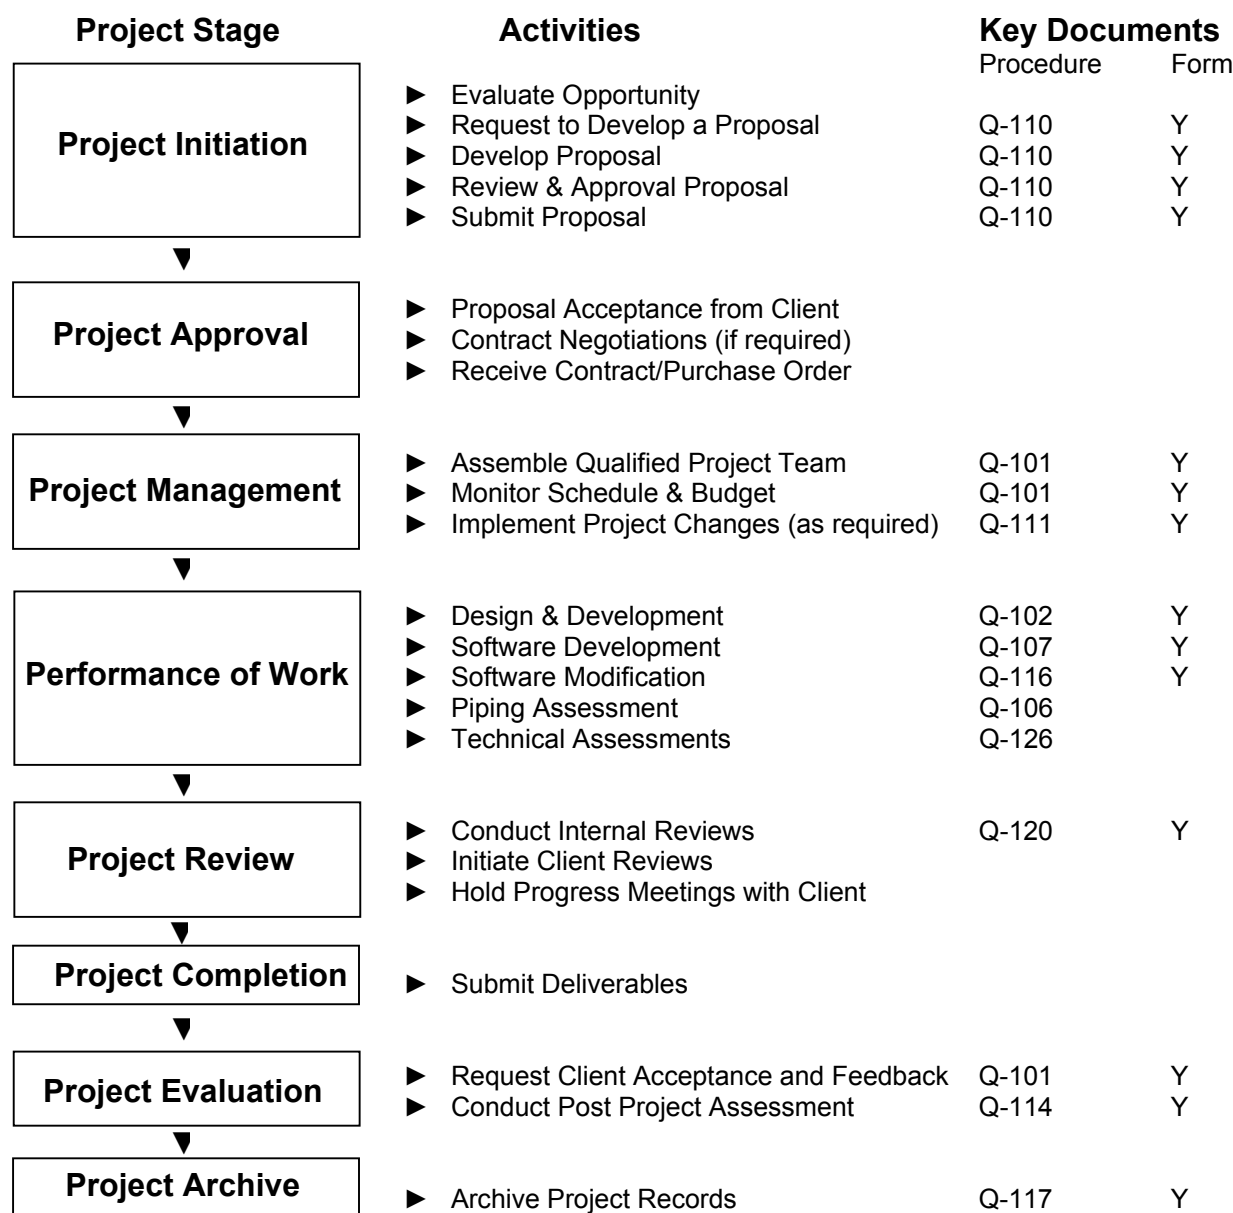 Project Stage Activities Key Documents
Procedure Form
Project Initiation
► Evaluate Opportunity
► Request to Develop a Proposal Q-110 Y
► Develop Proposal Q-110 Y
► Review & Approval Proposal Q-110 Y
► Submit Proposal Q-110 Y
Project Approval
► Proposal Acceptance from Client
► Contract Negotiations (if required)
► Receive Contract/Purchase Order
Project Management
► Assemble Qualified Project Team Q-101 Y
► Monitor Schedule & Budget Q-101 Y
► Implement Project Changes (as required) Q-111 Y
Performance of Work
► Design & Development Q-102 Y
► Software Development Q-107 Y
► Software Modification Q-116 Y
► Piping Assessment Q-106
► Technical Assessments Q-126
Project Review
► Conduct Internal Reviews Q-120 Y
► Initiate Client Reviews
► Hold Progress Meetings with Client
Project Completion
► Submit Deliverables
Project Evaluation
► Request Client Acceptance and Feedback Q-101 Y
► Conduct Post Project Assessment Q-114 Y
Project Archive
► Archive Project Records Q-117 Y